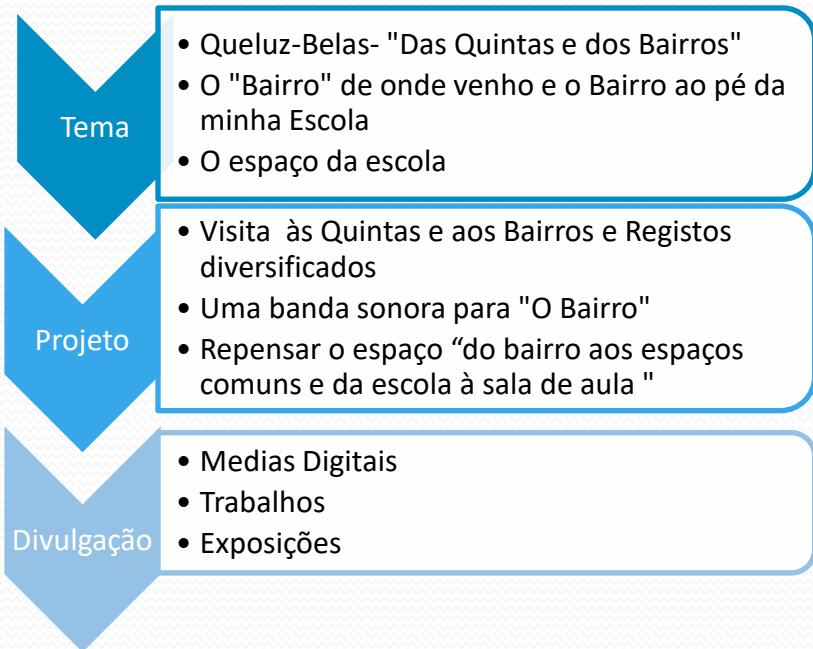 Tema
• Queluz-Belas- "Das Quintas e dos Bairros"
• O "Bairro" de onde venho e o Bairro ao pé da
minha Escola
• O espaço da escola
Projeto
• Visita  às Quintas e aos Bairros e Registos
diversificados
• Uma banda sonora para "O Bairro"
• Repensar o espaço “do bairro aos espaços
comuns e da escola à sala de aula "
Divulgação
• Medias Digitais
• Trabalhos
• Exposições